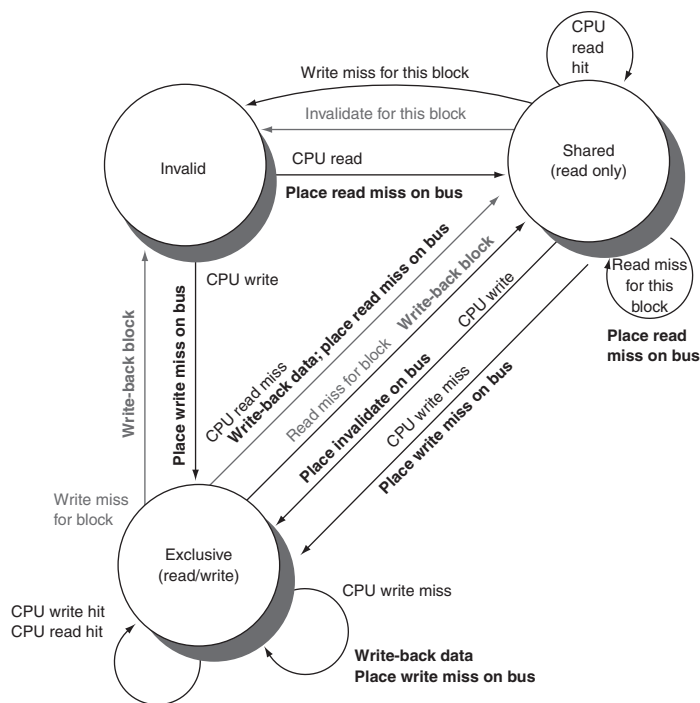 CPU
read
hit
Write miss for this block
Invalidate for this block
Invalid
Shared
(read only)
CPU read
Place read miss on bus
CPU write
Place write miss on bus
Write-back block
Read miss
for this
block
Place read
miss on bus
CPU read miss
Write-back data; place read miss on bus
Read miss for block
Write-back block
CPU write
Place invalidate on bus
CPU write miss
Place write miss on bus
Write miss
for block
Exclusive
(read/write)
CPU write hit
CPU read hit
CPU write miss
Write-back data
Place write miss on bus